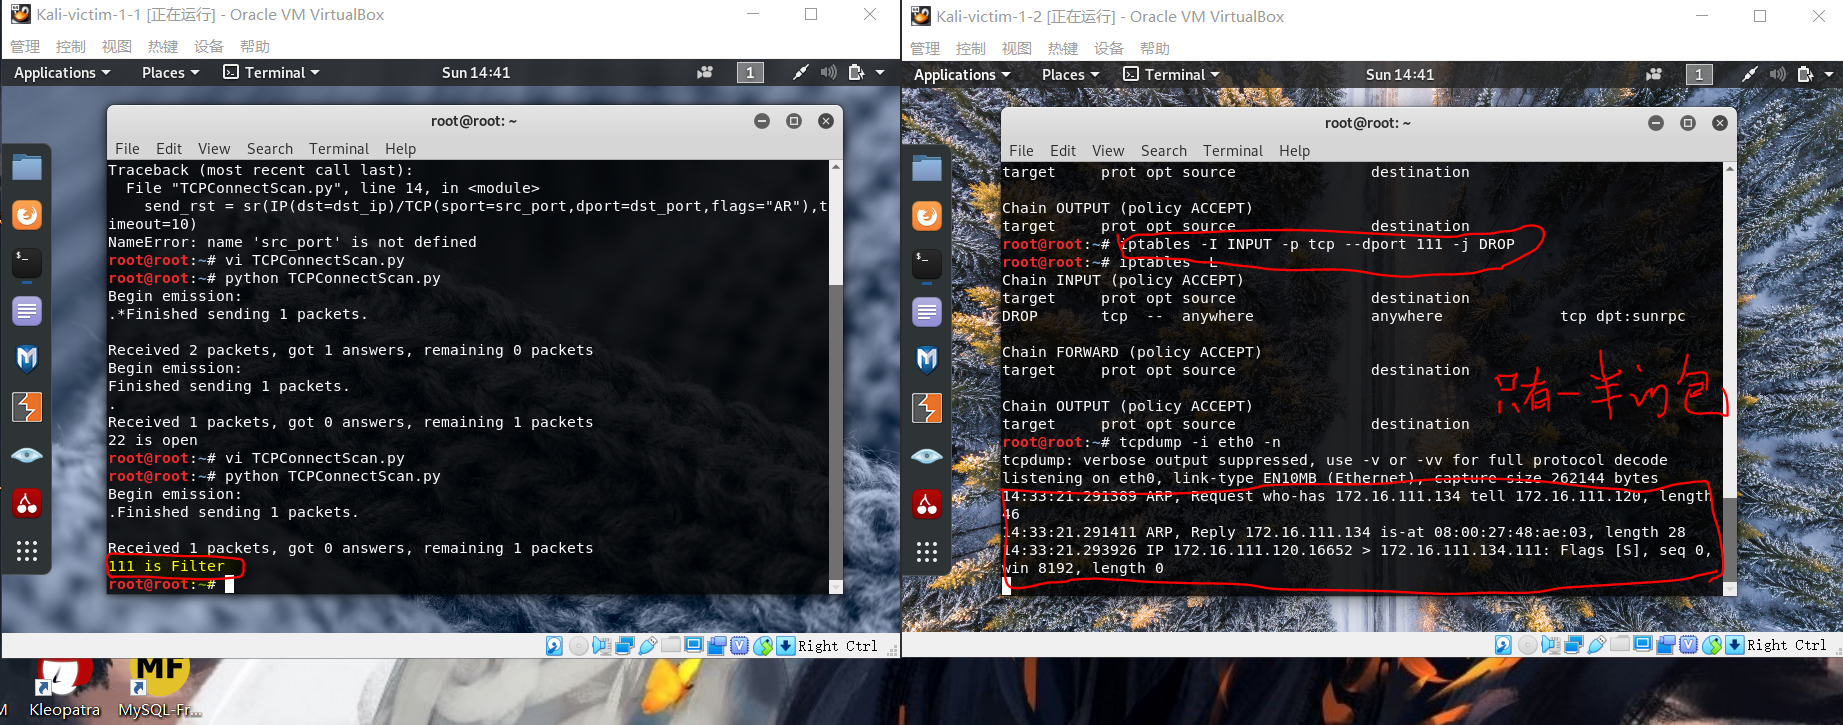 Kali-victim-1-1 [正在运行] - Oracle VM VirtualBox
管理 控制 视图 热键 设备 帮助
Applications Places Terminal Sun 14:41 1
root@root: ~
File Edit View Search Terminal Help
Traceback (most recent call last):
File "TCPConnectScan.py", line 14, in <module>
send_rst = sr(IP(dst=dst_ip)/TCP(sport=src_port,dport=dst_port,flags="AR"),t
imeout=10)
NameError: name 'src_port' is not defined
root@root:~# vi TCPConnectScan.py
root@root:~# python TCPConnectScan.py
Begin emission:
.*Finished sending 1 packets.
Received 2 packets, got 1 answers, remaining 0 packets
Begin emission:
Finished sending 1 packets.
.
Received 1 packets, got 0 answers, remaining 1 packets
22 is open
root@root:~# vi TCPConnectScan.py
root@root:~# python TCPConnectScan.py
Begin emission:
.Finished sending 1 packets.
Received 1 packets, got 0 answers, remaining 1 packets
111 is Filter
root@root:~#
Right Ctrl
Kleopatra
MF
MySQL-Fr...
Kali-victim-1-2 [正在运行] - Oracle VM VirtualBox
管理 控制 视图 热键 设备 帮助
Applications Places Terminal Sun 14:41 1
root@root: ~
File Edit View Search Terminal Help
target prot opt source destination
Chain OUTPUT (policy ACCEPT)
target prot opt source destination
root@root:~# iptables -I INPUT -p tcp --dport 111 -j DROP
root@root:~# iptables -L
Chain INPUT (policy ACCEPT)
target prot opt source destination
DROP tcp -- anywhere anywhere tcp dpt:sunrpc
Chain FORWARD (policy ACCEPT)
target prot opt source destination
只有一半的包
Chain OUTPUT (policy ACCEPT)
target prot opt source destination
root@root:~# tcpdump -i eth0 -n
tcpdump: verbose output suppressed, use -v or -vv for full protocol decode
listening on eth0, link-type EN10MB (Ethernet), capture size 262144 bytes
14:33:21.291389 ARP, Request who-has 172.16.111.134 tell 172.16.111.120, length
46
14:33:21.291411 ARP, Reply 172.16.111.134 is-at 08:00:27:48:ae:03, length 28
14:33:21.293926 IP 172.16.111.120.16652 > 172.16.111.134.111: Flags [S], seq 0,
win 8192, length 0
Right Ctrl